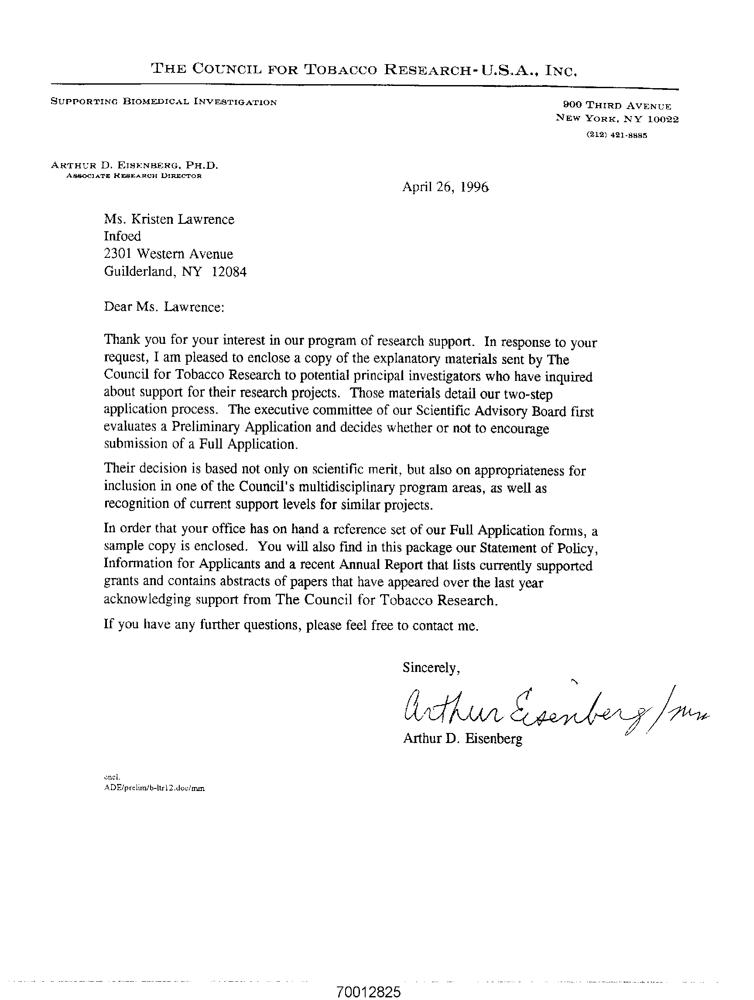 THE COUNCIL FOR TOBACCO RESEARCH-U.S.A., INC.
SUPPORTING BIOMEDICAL INVESTIGATION
900 THIRD AVENUE
NEW YORK, NY 10022
(212) 421-8885
ARTHUR D. EISENBERG, PH.D.
ASSOCIATE RESEARCH DIRECTOR
April 26, 1996
Ms. Kristen Lawrence
Infoed
2301 Western Avenue
Guilderland, NY 12084
Dear Ms. Lawrence:
Thank you for your interest in our program of research support. In response to your
request, I am pleased to enclose a copy of the explanatory materials sent by The
Council for Tobacco Research to potential principal investigators who have inquired
about support for their research projects. Those materials detail our two-step
application process. The executive committee of our Scientific Advisory Board first
evaluates a Preliminary Application and decides whether or not to encourage
submission of a Full Application.
Their decision is based not only on scientific merit, but also on appropriateness for
inclusion in one of the Council's multidisciplinary program areas, as well as
recognition of current support levels for similar projects.
In order that your office has on hand a reference set of our Full Application forms, a
sample copy is enclosed. You will also find in this package our Statement of Policy,
Information for Applicants and a recent Annual Report that lists currently supported
grants and contains abstracts of papers that have appeared over the last year
acknowledging support from The Council for Tobacco Research.
If you have any further questions, please feel free to contact me.
Sincerely,
Arthur Eisenberg/mm
Arthur D. Eisenberg
encl.
ADE/prelim/b-ltr12.doc/mm
70012825